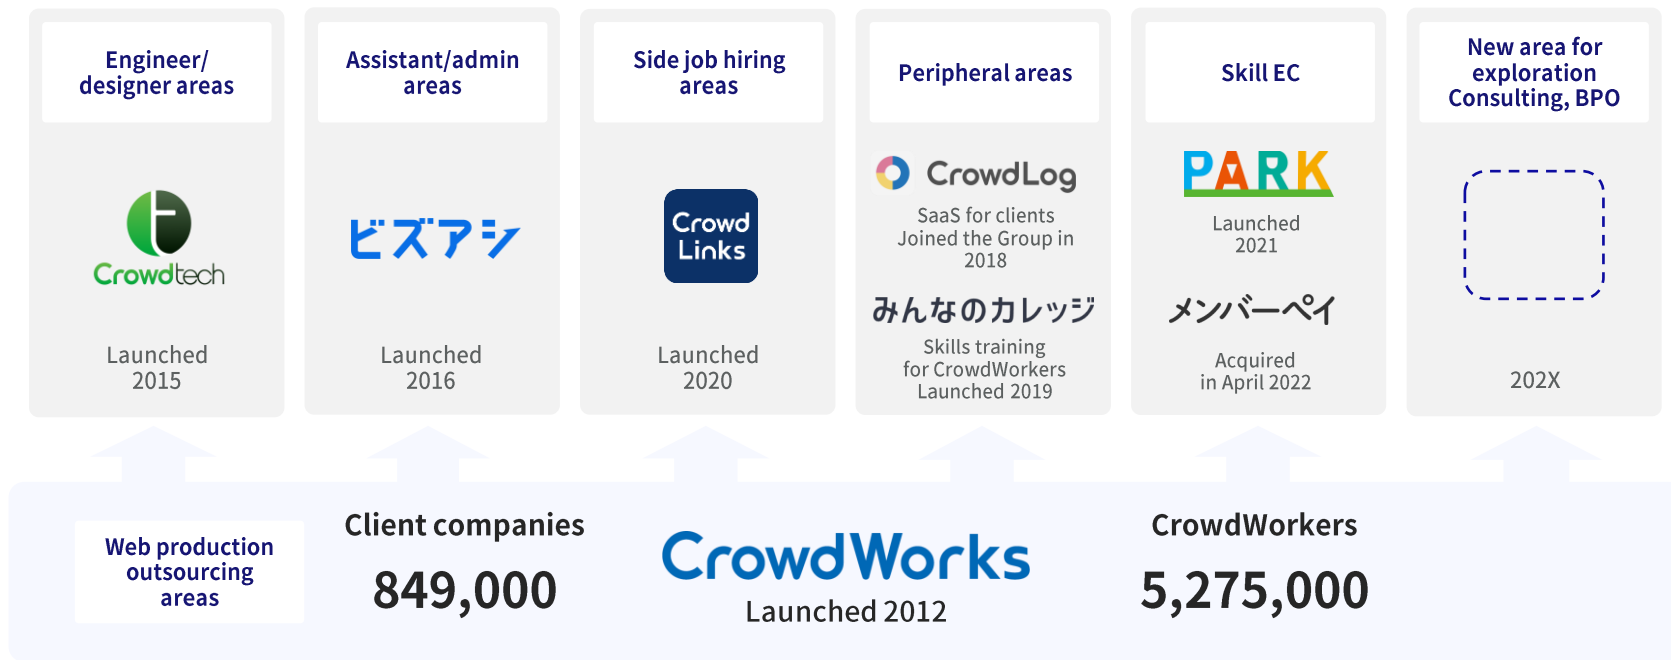 Engineer/
designer areas
Crowdtech
Launched
2015
Assistant/admin
areas
ビズアシ
Launched
2016
Side job hiring
areas
Crowd
Links
Launched
2020
Peripheral areas
CrowdLog
SaaS for clients
Joined the Group in
2018
みんなのカレッジ
Skills training
for CrowdWorkers
Launched 2019
Skill EC
PARK
Launched
2021
メンバーペイ
Acquired
in April 2022
New area for
exploration
Consulting, BPO
202X
Web production
outsourcing
areas
Client companies
849,000
CrowdWorks
Launched 2012
CrowdWorkers
5,275,000